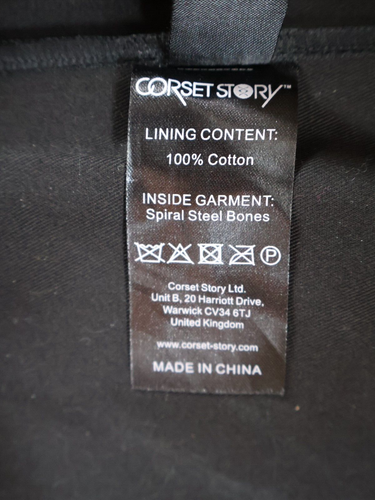 CORSET STORY™
LINING CONTENT:
100% Cotton
INSIDE GARMENT:
Spiral Steel Bones
P
Corset Story Ltd.
Unit B, 20 Harriott Drive,
Warwick CV34 6TJ
United Kingdom
www.corset-story.com
MADE IN CHINA